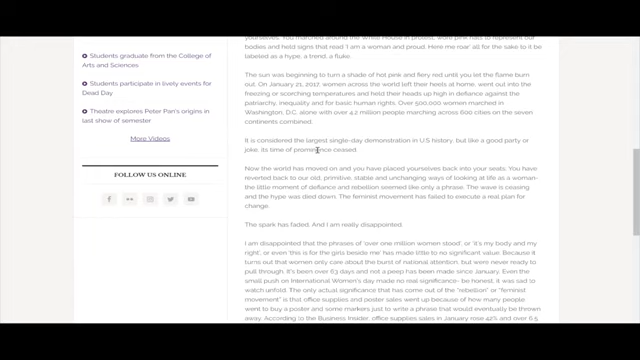 Students graduate from the College of
Arts and Sciences
Students participate in lively events for
Dead Day
Theatre explores Peter Pan's origins in
last show of semester
More Videos
FOLLOW US ONLINE
yourselves. You marched around the White House in protest, wore pink hats to represent our
bodies and held signs that read 'I am a woman and proud. Here me roar' all for the sake to it be
labeled as a hype, a trend, a fluke.
The sun was beginning to turn a shade of hot pink and fiery red until you let the flame burn
out. On January 21, 2017, women across the world left their heels at home, went out into the
freezing or scorching temperatures and held their heads up high in defiance against the
patriarchy, inequality and for basic human rights. Over 500,000 women marched in
Washington, D.C. along with over 4.2 million people marching across 600 cities on the seven
continents combined.
It is considered the largest single-day demonstration in U.S history, but like a good party or
joke, its time of prominence ceased
Now the world has moved on and you have placed yourselves back into your seats. You
have reverted back to our old, primitive, stable and unchanging ways of looking at life as a woman-
the little moment of defiance and rebellion seemed like only a phrase. The wave is ceasing
and the hype was died down. The feminist movement has failed to execute a real plan for
change.
The spark has faded. And I am really disappointed.
I am disappointed that the phrases of 'over one million women stood', or 'it's my body and my
right', or even 'this for the girls beside me' has made little to no significant value. Because it
turns out that women only care about the burst of national attention, but were never ready to
pull through. It's been over 63 days and not a peep has been made since January. Even the
small push on International Women's day made no real significance- be honest, it was sad to
watch unfold. The only actual significance that has come out of the "rebellion" or "feminist
movement" is that office supplies and poster sales went up because of how many people
went to buy a poster and some markers just to write a phrase that would eventually be thrown
away. According to the Business Insider, office supplies sales in January rose 42% and over 6.5